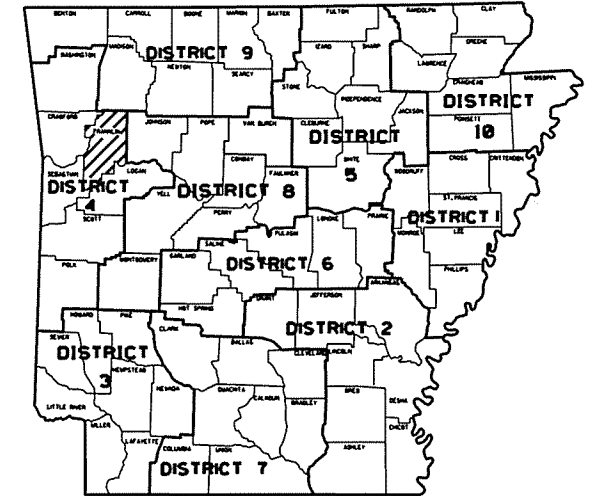 BENTON CARROLL BOONE MARION BAXTER FULTON RANDOLPH CLAY
WASHINGTON MADISON DISTRICT 9 IZARD SHARP GREENE
NEWTON SEARCY STONE LAWRENCE
CRAIGHEAD MISSISSIPPI
INDEPENDENCE DISTRICT
CRAWFORD FRANKLIN JOHNSON POPE VAN BUREN CLEBURNE JACKSON POINSETT
DISTRICT 10
CONWAY WHITE CROSS CRITTENDEN
SEBASTIAN LOGAN FAULKNER 5 WOODRUFF
DISTRICT YELL DISTRICT 8 ST. FRANCIS
4 PERRY LONOKE PRAIRIE DISTRICT 1
SCOTT PULASKI MONROE LEE
SALINE
POLK MONTGOMERY GARLAND DISTRICT 6 PHILLIPS
GRANT JEFFERSON ARKANSAS
HOT SPRING
HOWARD PIKE CLARK DISTRICT 2
SEVIER DALLAS
DISTRICT CLEVELAND LINCOLN
3 HEMPSTEAD
NEVADA OUACHITA DREW DESHA
LITTLE RIVER CALHOUN BRADLEY
MILLER CHICOT
LAFAYETTE COLUMBIA UNION ASHLEY
DISTRICT 7